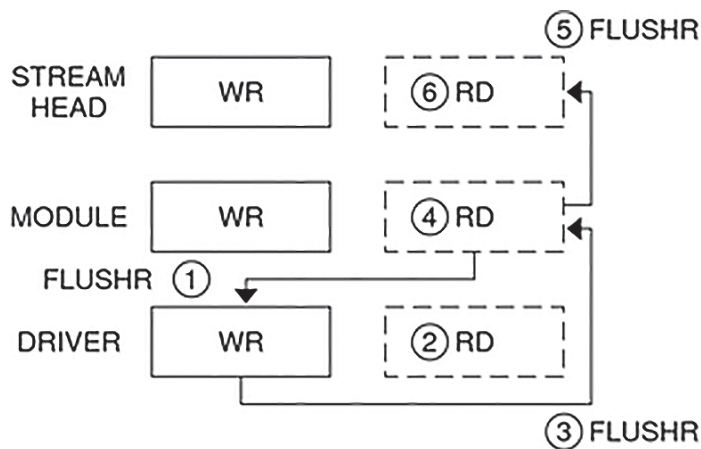 ⑤ FLUSHR
STREAM
HEAD
WR
⑥ RD
MODULE
WR
④ RD
FLUSHR ①
DRIVER
WR
② RD
③ FLUSHR